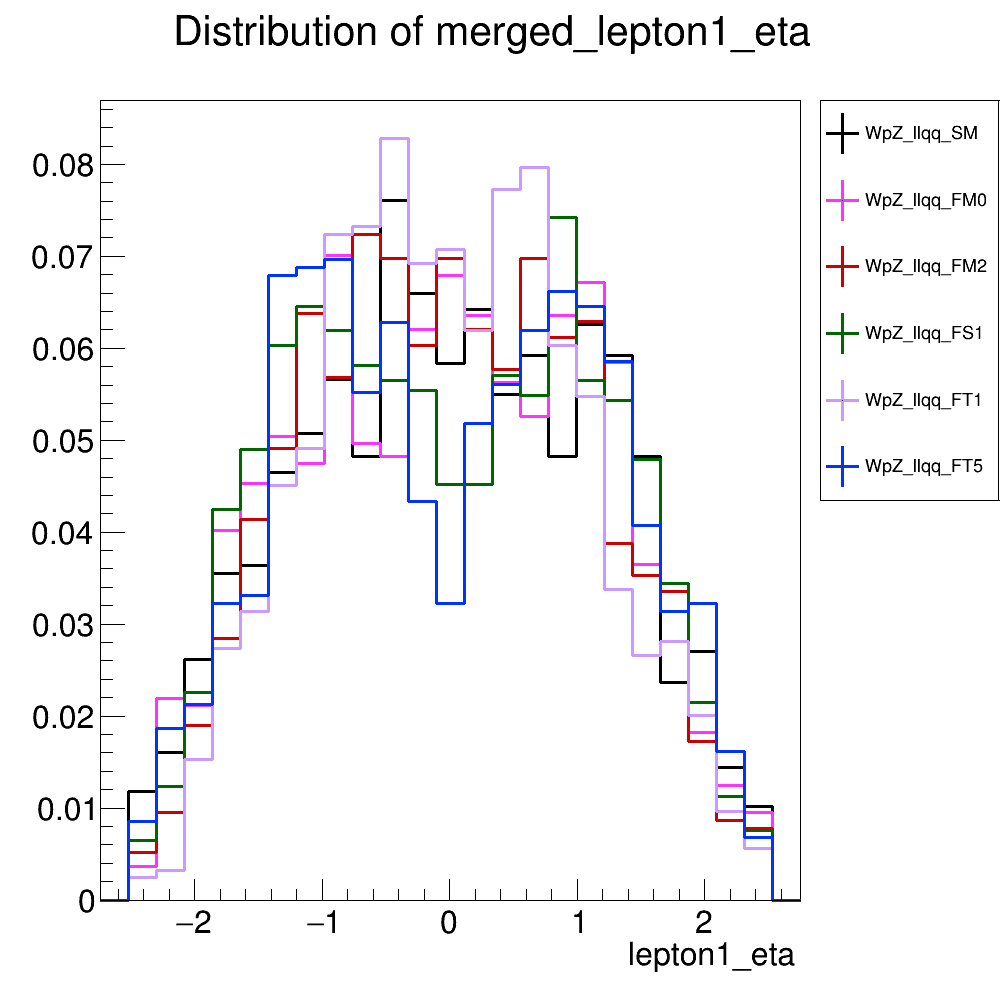 Distribution of merged_lepton1_eta
0.08
0.07
0.06
0.05
0.04
0.03
0.02
0.01
0
−2
−1
0
1
2
lepton1_eta
WpZ_llqq_SM
WpZ_llqq_FM0
WpZ_llqq_FM2
WpZ_llqq_FS1
WpZ_llqq_FT1
WpZ_llqq_FT5